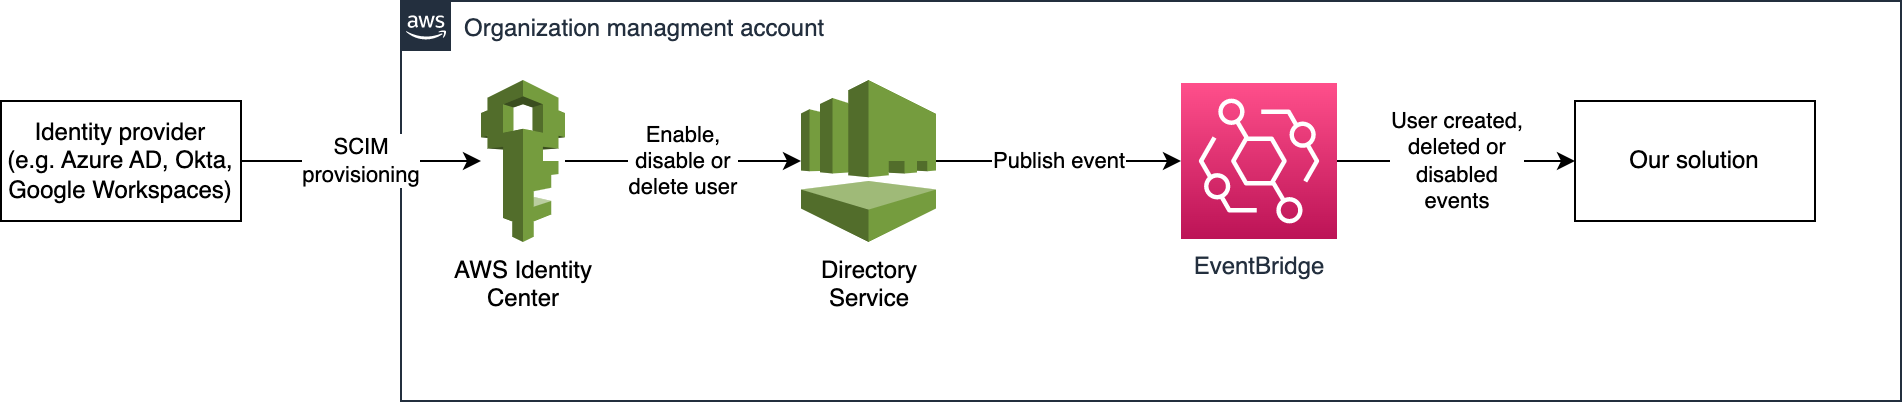 aws
Organization managment account
Identity provider
(e.g. Azure AD, Okta,
Google Workspaces)
SCIM
provisioning
AWS Identity
Center
Enable,
disable or
delete user
Directory
Service
Publish event
EventBridge
User created,
deleted or
disabled
events
Our solution